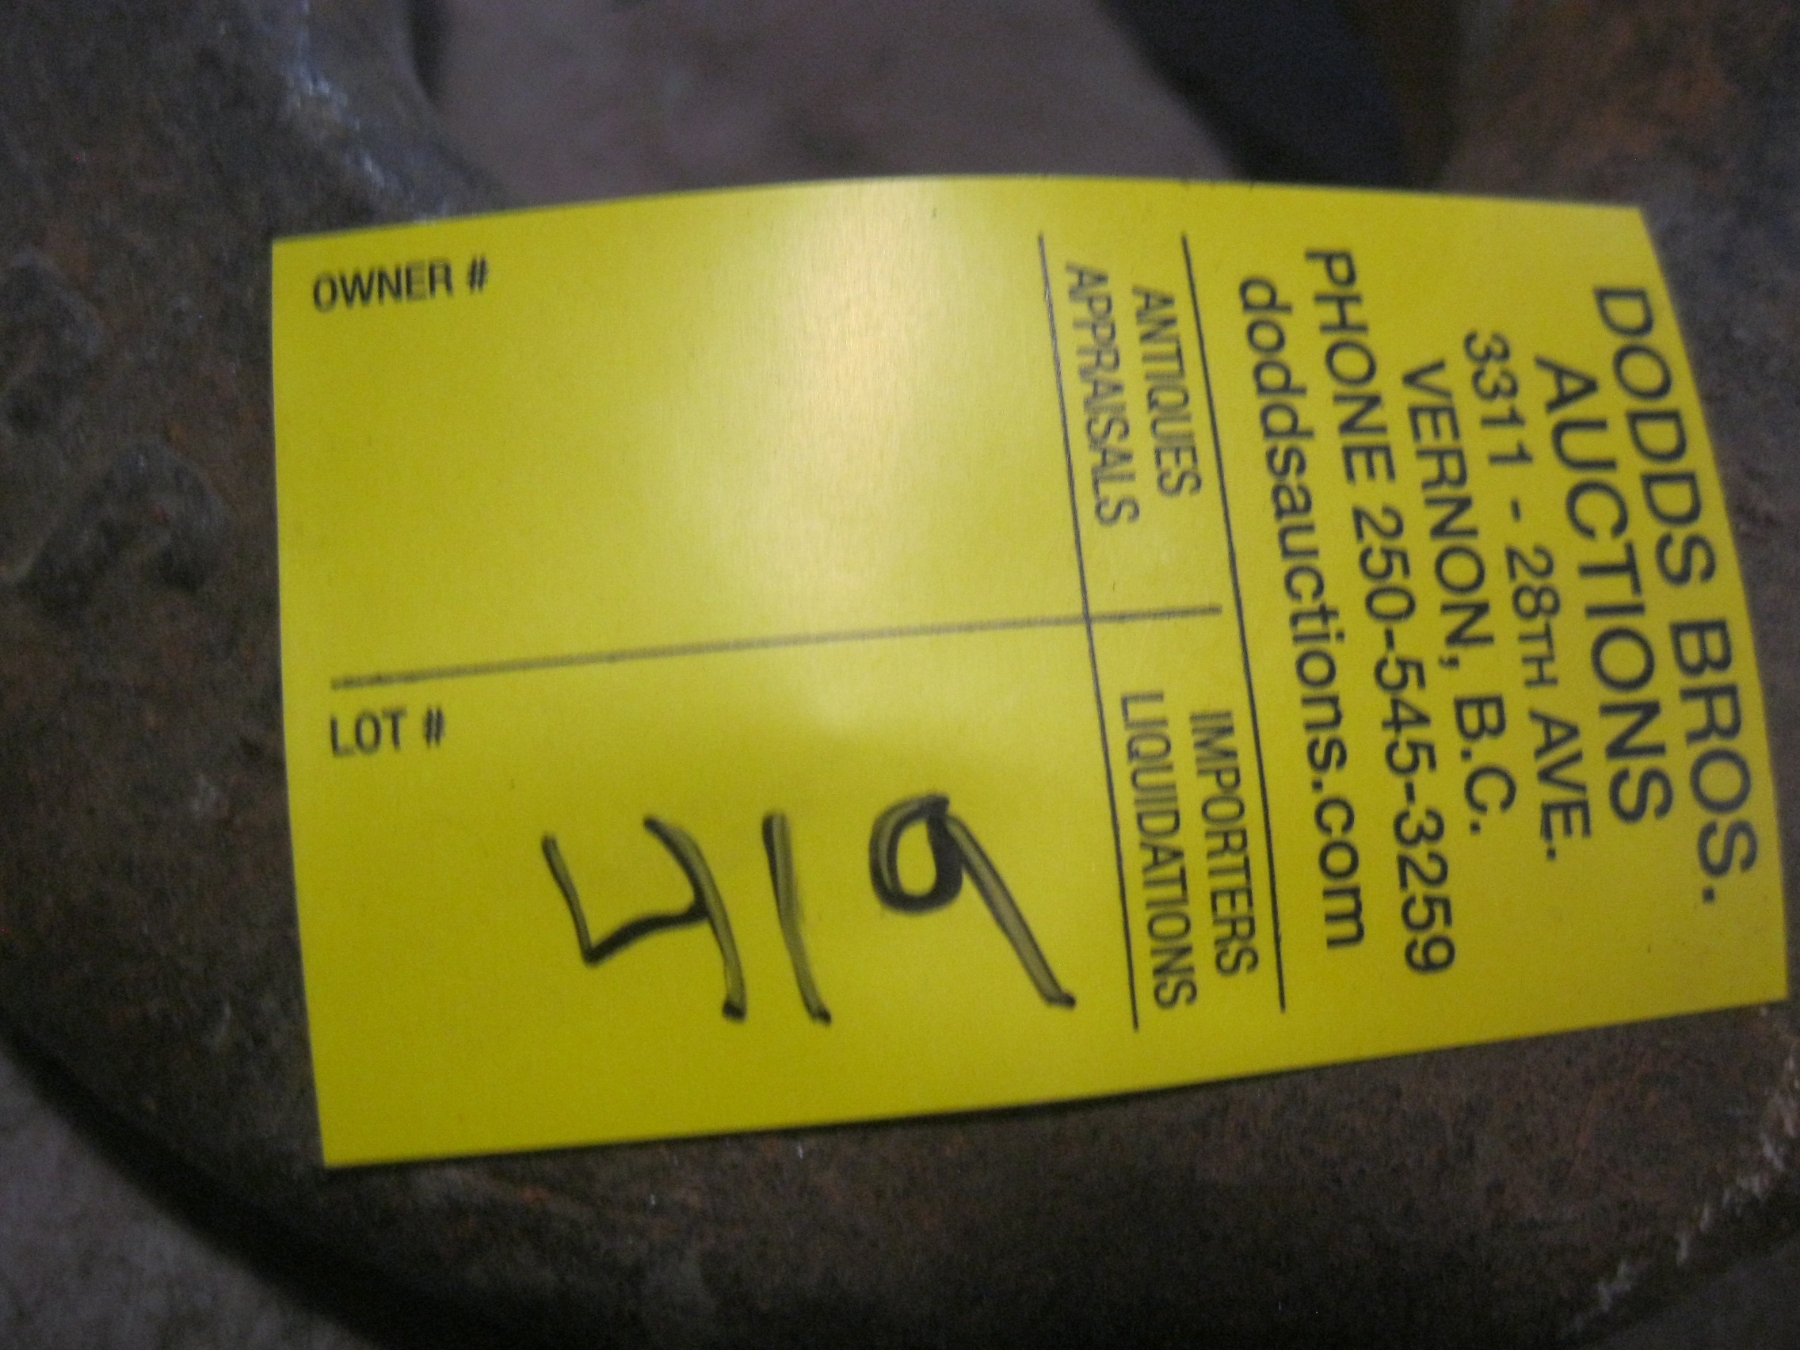 DODDS BROS.
AUCTIONS
3311 - 28TH AVE.
VERNON, B.C.
PHONE 250-545-3259
doddsauctions.com
ANTIQUES
APPRAISALS
IMPORTERS
LIQUIDATIONS
OWNER #
LOT #
419